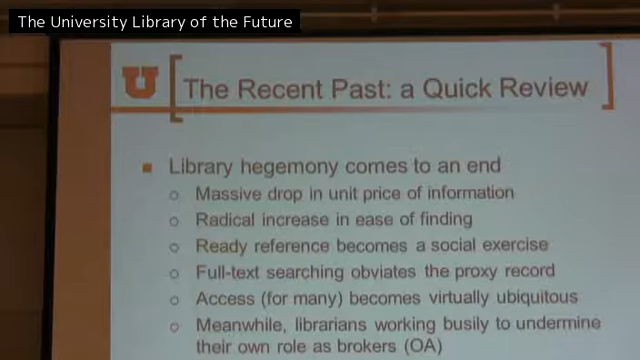 The University Library of the Future
U
The Recent Past: a Quick Review
Library hegemony comes to an end
Massive drop in unit price of information
Radical increase in ease of finding
Ready reference becomes a social exercise
Full-text searching obviates the proxy record
Access (for many) becomes virtually ubiquitous
Meanwhile, librarians working busily to undermine
their own role as brokers (OA)